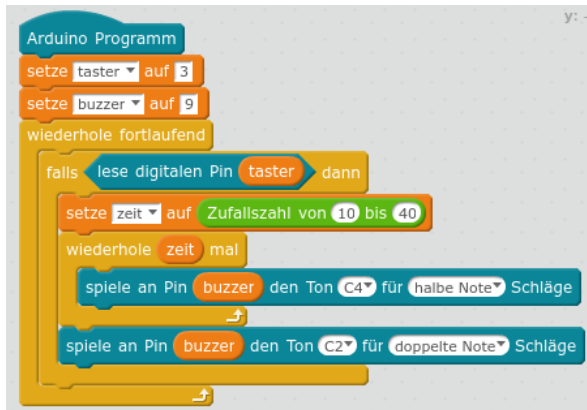 y: -
Arduino Programm
setze taster auf 3
setze buzzer auf 9
wiederhole fortlaufend
falls lese digitalen Pin taster dann
setze zeit auf Zufallszahl von 10 bis 40
wiederhole zeit mal
spiele an Pin buzzer den Ton C4 für halbe Note Schläge
spiele an Pin buzzer den Ton C2 für doppelte Note Schläge